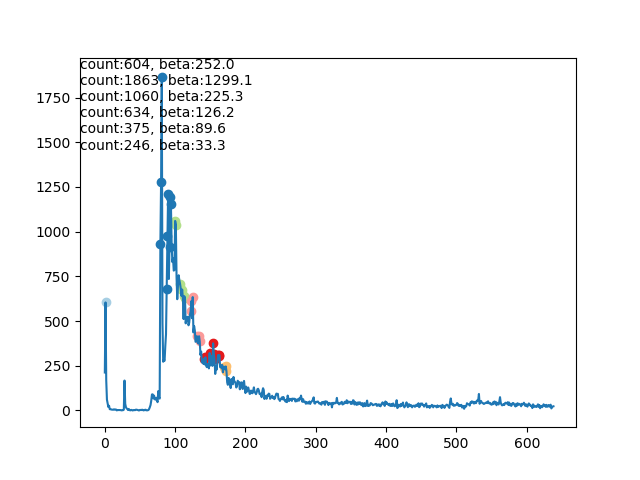 count:604, beta:252.0
count:1863, beta:1299.1
count:1060, beta:225.3
count:634, beta:126.2
count:375, beta:89.6
count:246, beta:33.3
1750
1500
1250
1000
750
500
250
0
0 100 200 300 400 500 600